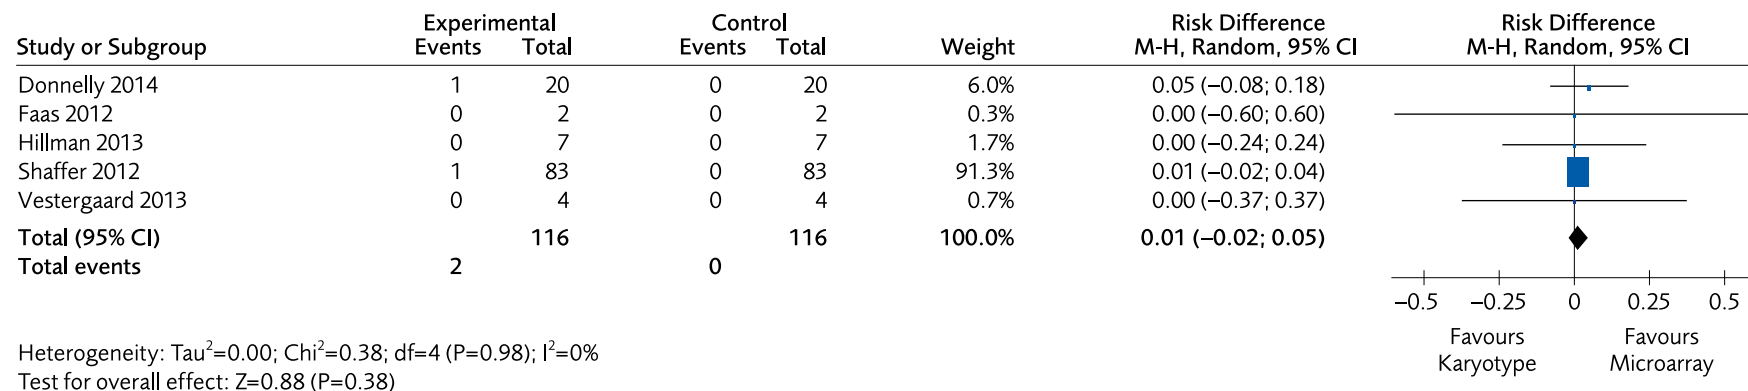 Experimental Control Risk Difference Risk Difference
Study or Subgroup Events Total Events Total Weight M-H, Random, 95% CI M-H, Random, 95% CI
Donnelly 2014 1 20 0 20 6.0% 0.05 (–0.08; 0.18)
Faas 2012 0 2 0 2 0.3% 0.00 (–0.60; 0.60)
Hillman 2013 0 7 0 7 1.7% 0.00 (–0.24; 0.24)
Shaffer 2012 1 83 0 83 91.3% 0.01 (–0.02; 0.04)
Vestergaard 2013 0 4 0 4 0.7% 0.00 (–0.37; 0.37)
Total (95% CI) 116 116 100.0% 0.01 (–0.02; 0.05)
Total events 2 0
–0.5 –0.25 0 0.25 0.5
Favours Favours
Karyotype Microarray
Heterogeneity: Tau²=0.00; Chi²=0.38; df=4 (P=0.98); I²=0%
Test for overall effect: Z=0.88 (P=0.38)